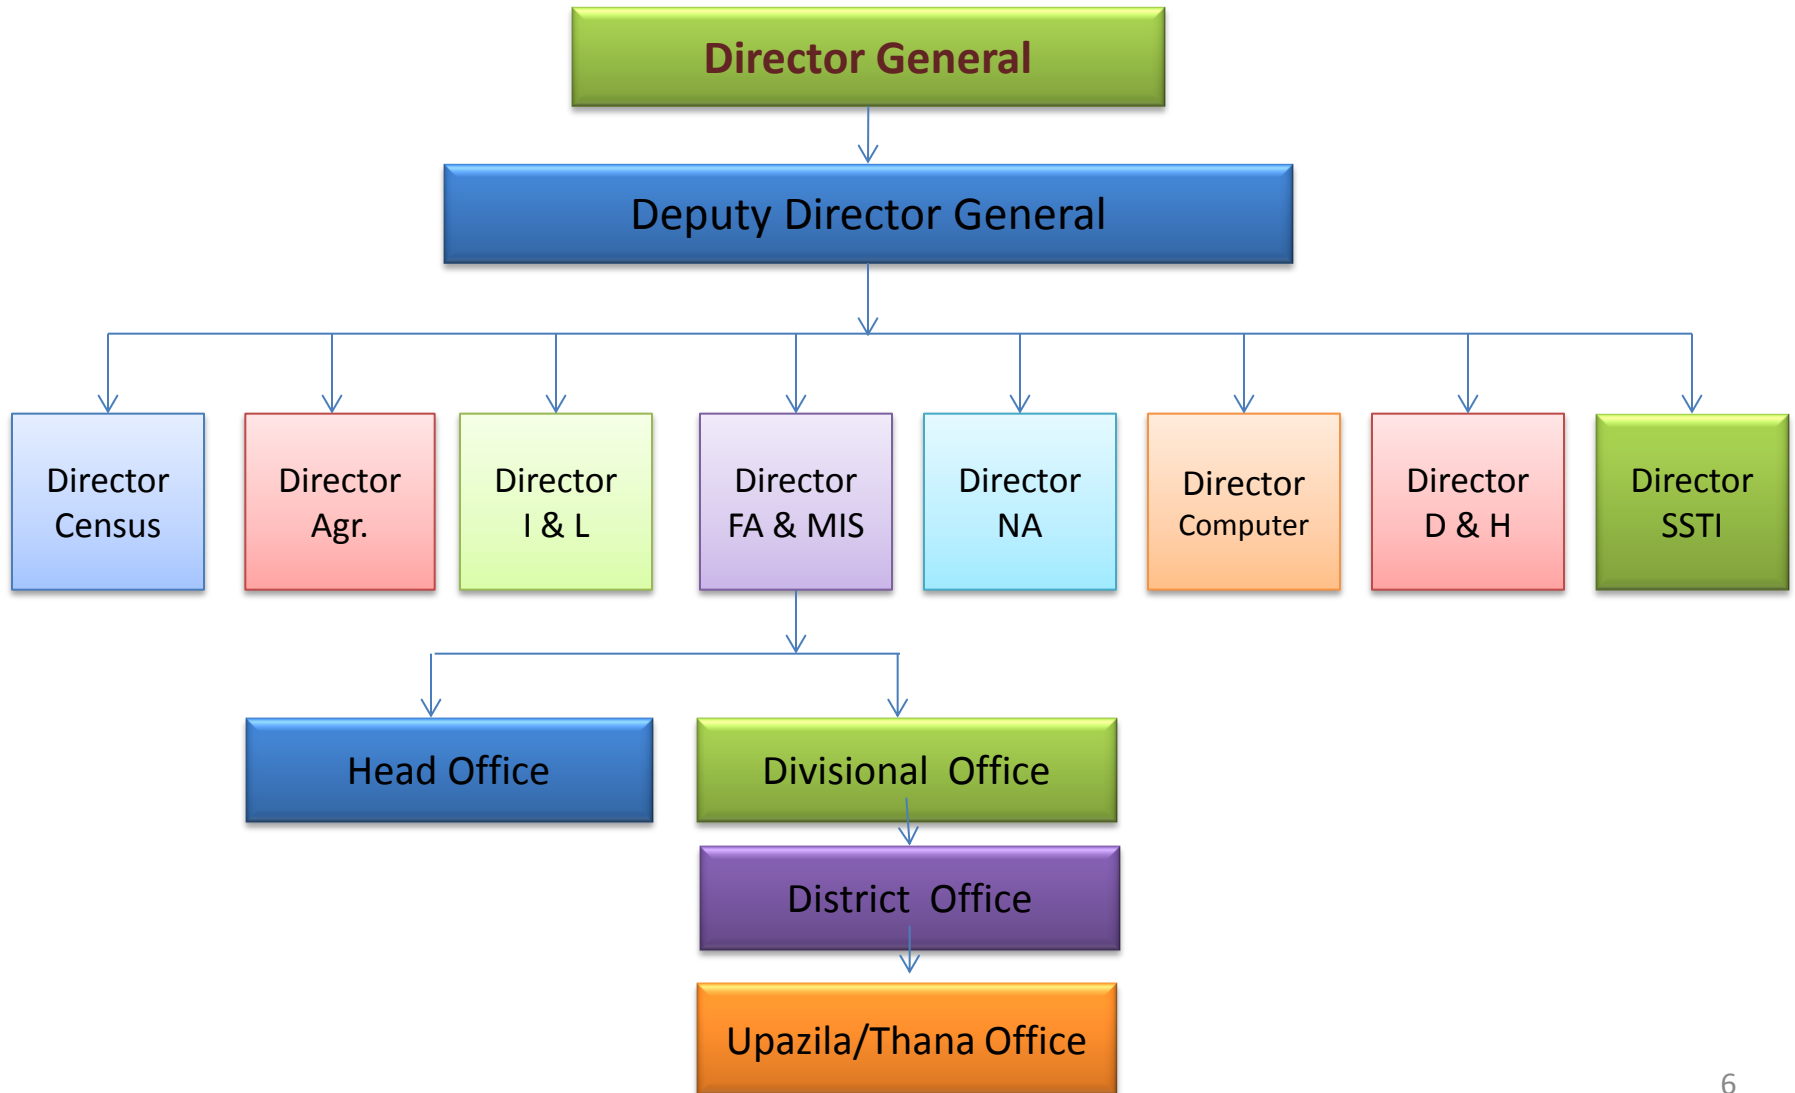 Director General
Deputy Director General
Director
Census
Director
Agr.
Director
I & L
Director
FA & MIS
Director
NA
Director
Computer
Director
D & H
Director
SSTI
Head Office
Divisional Office
District Office
Upazila/Thana Office
6